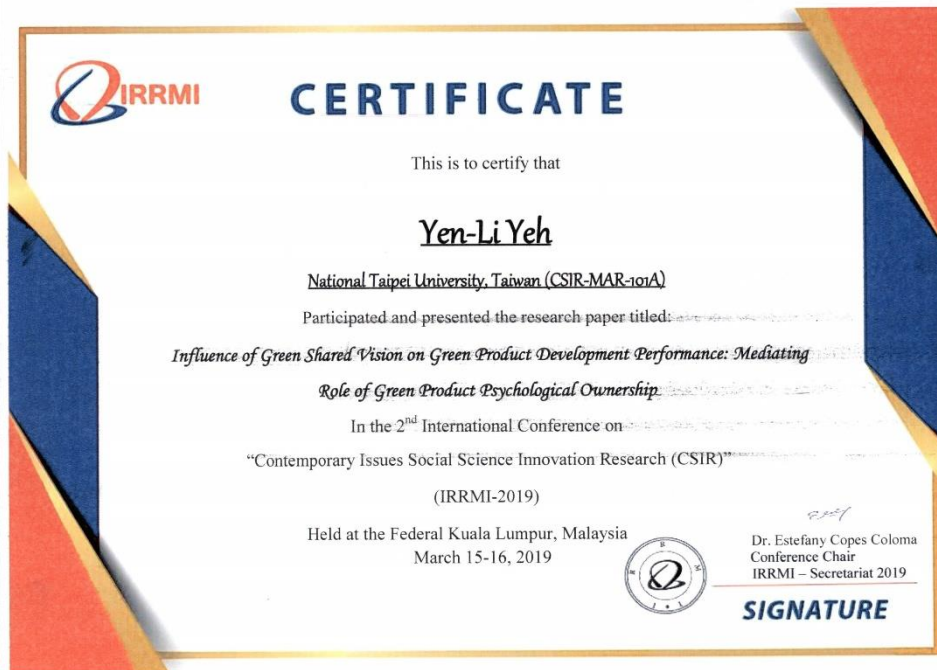 IRRMI
CERTIFICATE
This is to certify that
Yen-Li Yeh
National Taipei University, Taiwan (CSIR-MAR-101A)
Participated and presented the research paper titled:
Influence of Green Shared Vision on Green Product Development Performance: Mediating
Role of Green Product Psychological Ownership
In the 2nd International Conference on
“Contemporary Issues Social Science Innovation Research (CSIR)”
(IRRMI-2019)
Held at the Federal Kuala Lumpur, Malaysia
March 15-16, 2019
Dr. Estefany Copes Coloma
Conference Chair
IRRMI – Secretariat 2019
SIGNATURE